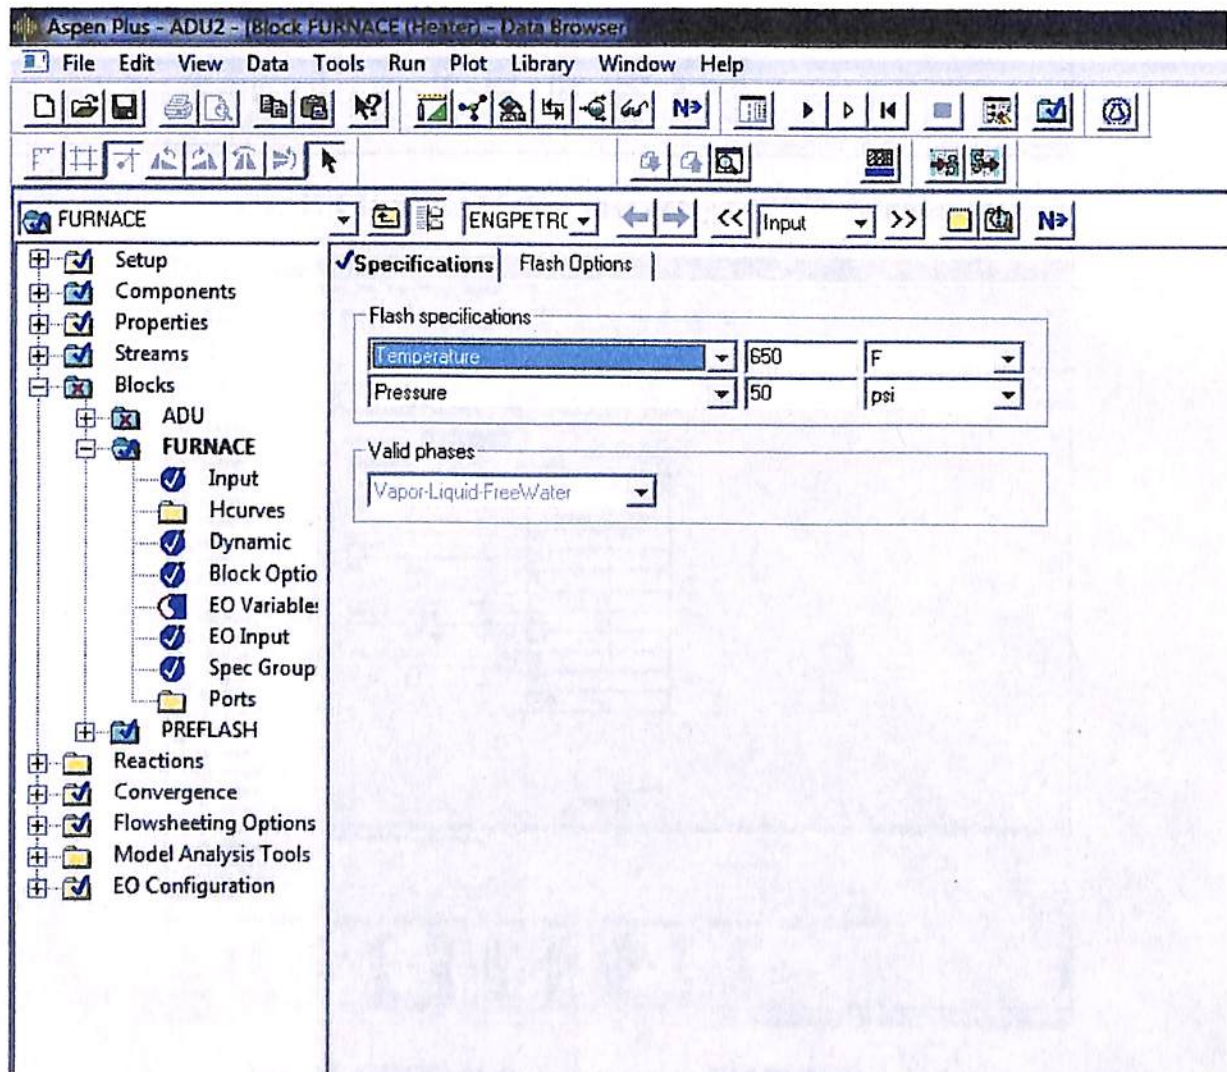 Aspen Plus - ADU2 - [Block FURNACE (Heater) - Data Browser]
File Edit View Data Tools Run Plot Library Window Help
N
FURNACE ENGPETRC << Input >> N
Setup
Components
Properties
Streams
Blocks
ADU
FURNACE
Input
Hcurves
Dynamic
Block Optio
EO Variable
EO Input
Spec Group
Ports
PREFLASH
Reactions
Convergence
Flowsheeting Options
Model Analysis Tools
EO Configuration
Specifications Flash Options
Flash specifications
Temperature 650 F
Pressure 50 psi
Valid phases
Vapor-Liquid-FreeWater